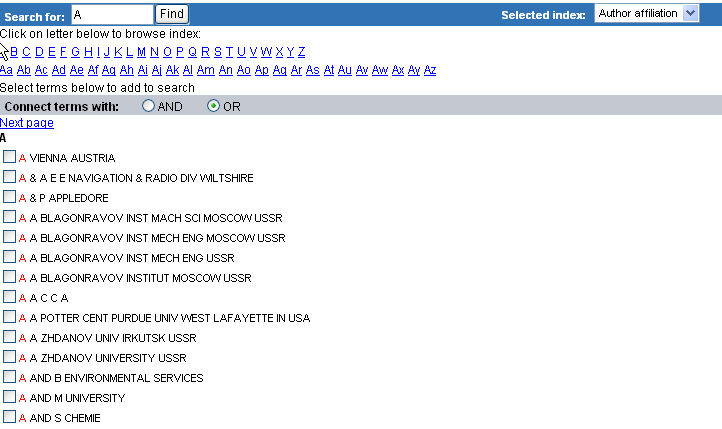 Search for: A Find Selected index: Author affiliation
Click on letter below to browse index:
B C D E F G H I J K L M N O P Q R S T U V W X Y Z
Aa Ab Ac Ad Ae Af Ag Ah Ai Aj Ak Al Am An Ao Ap Aq Ar As At Au Av Aw Ax Ay Az
Select terms below to add to search
Connect terms with: AND OR
Next page
A
A VIENNA AUSTRIA
A & A E E NAVIGATION & RADIO DIV WILTSHIRE
A & P APPLEDORE
A A BLAGONRAVOV INST MACH SCI MOSCOW USSR
A A BLAGONRAVOV INST MECH ENG MOSCOW USSR
A A BLAGONRAVOV INST MECH ENG USSR
A A BLAGONRAVOV INSTITUT MOSCOW USSR
A A C C A
A A POTTER CENT PURDUE UNIV WEST LAFAYETTE IN USA
A A ZHDANOV UNIV IRKUTSK USSR
A A ZHDANOV UNIVERSITY USSR
A AND B ENVIRONMENTAL SERVICES
A AND M UNIVERSITY
A AND S CHEMIE